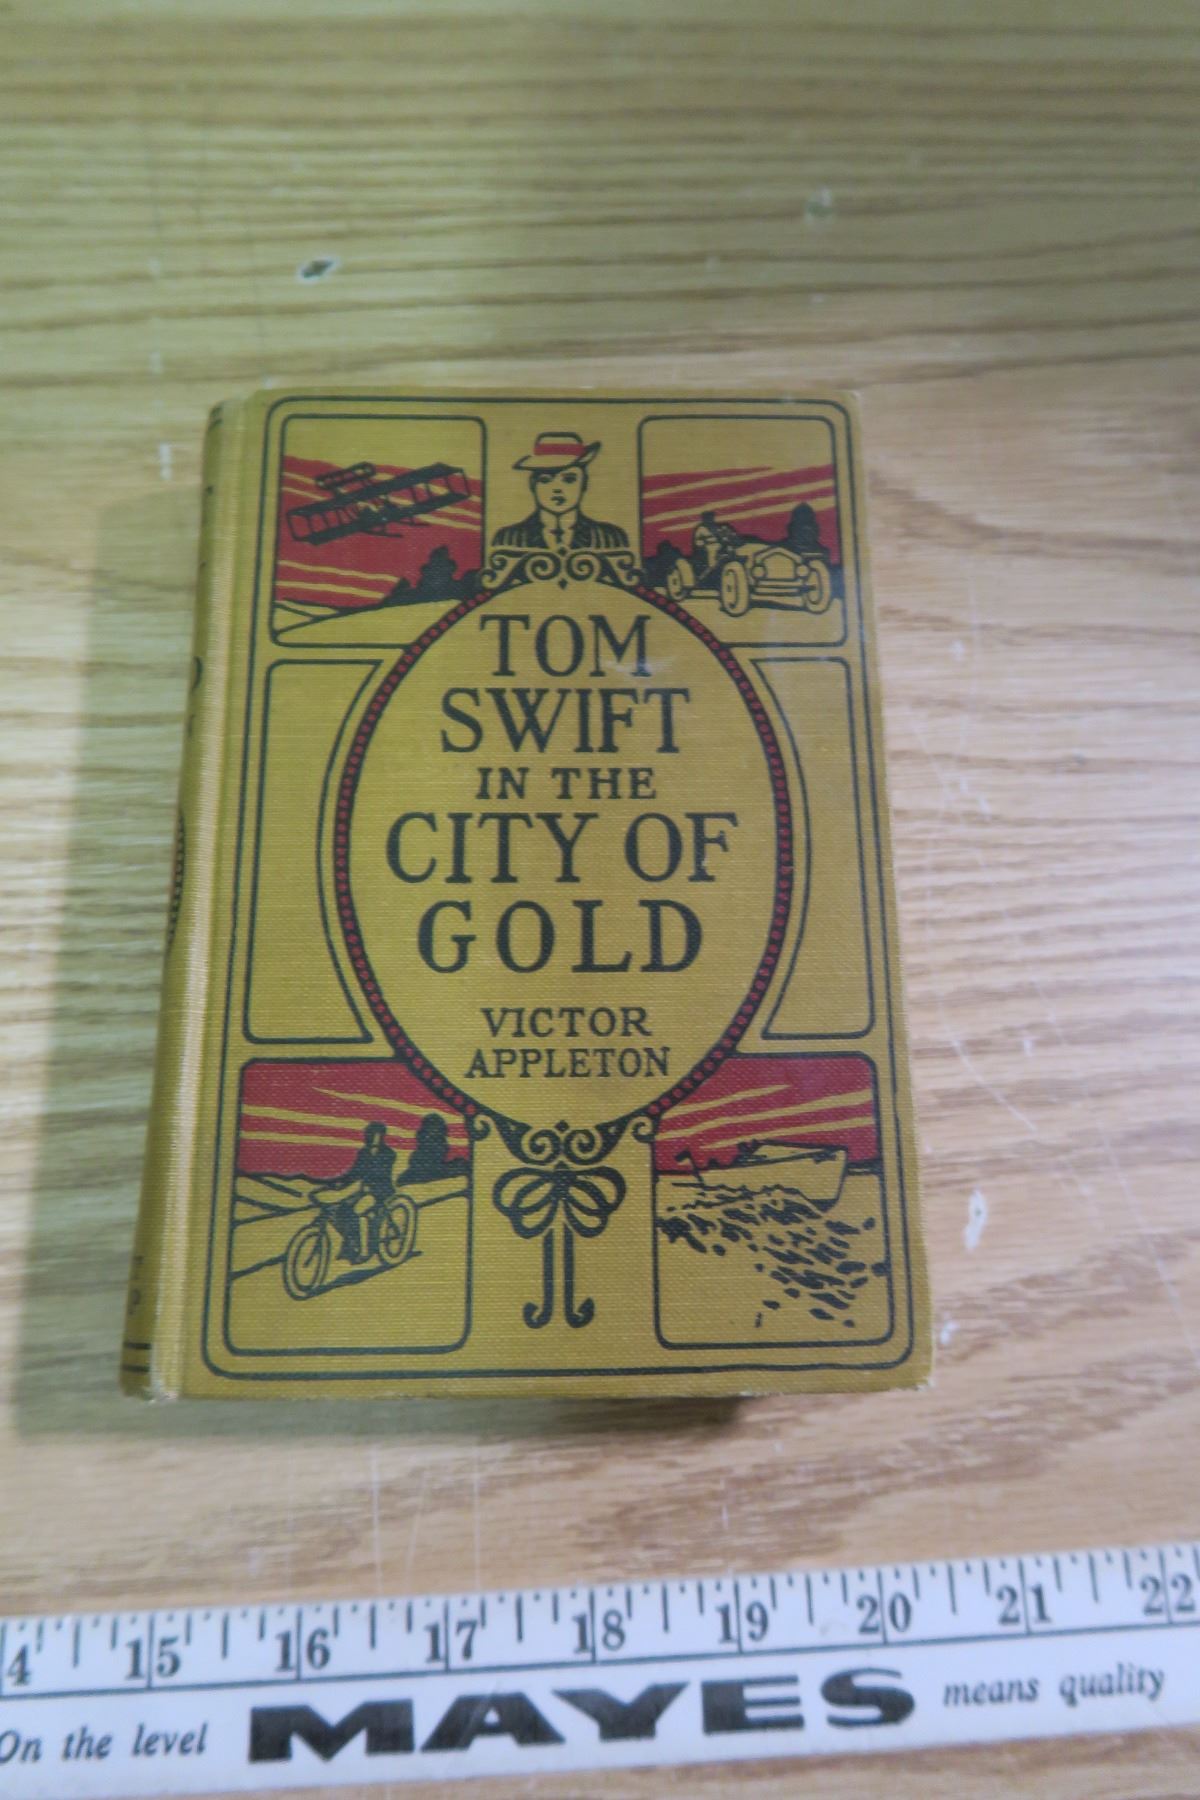 TOM
SWIFT
IN THE
CITY OF
GOLD
VICTOR
APPLETON
4 15 16 17 18 19 20 21 22
On the level MAYES means quality